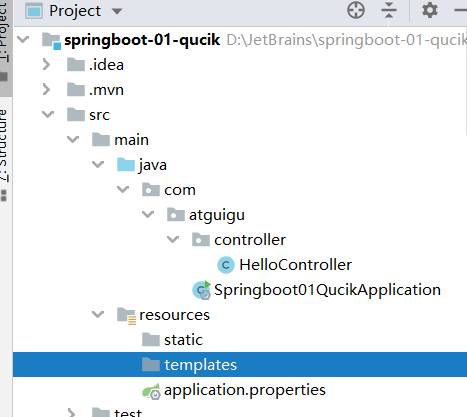 Project
springboot-01-qucik D:\JetBrains\springboot-01-qucik
.idea
.mvn
src
main
java
com
atguigu
controller
HelloController
Springboot01QucikApplication
resources
static
templates
application.properties
test
1: Project
7: Structure